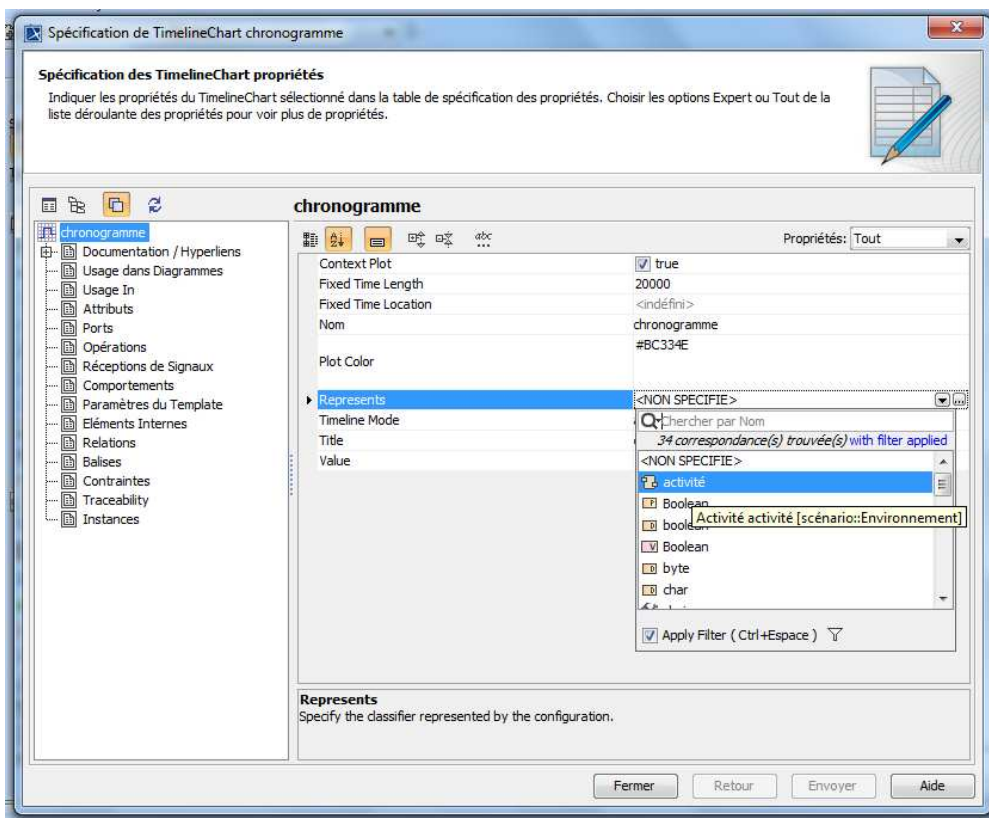 Spécification de TimelineChart chronogramme
Spécification des TimelineChart propriétés
Indiquer les propriétés du TimelineChart sélectionné dans la table de spécification des propriétés. Choisir les options Expert ou Tout de la
liste déroulante des propriétés pour voir plus de propriétés.
chronogramme
Documentation / Hyperliens
Usage dans Diagrammes
Usage In
Attributs
Ports
Opérations
Réceptions de Signaux
Comportements
Paramètres du Template
Eléments Internes
Relations
Balises
Contraintes
Traceability
Instances
chronogramme
Propriétés: Tout
Context Plot true
Fixed Time Length 20000
Fixed Time Location <indéfini>
Nom chronogramme
Plot Color #BC334E
Represents <NON SPECIFIE>
Timeline Mode
Title
Value
Chercher par Nom
34 correspondance(s) trouvée(s) with filter applied
<NON SPECIFIE>
activité
Boolean
Activité activité [scénario::Environnement]
boolean
Boolean
byte
char
Apply Filter ( Ctrl+Espace )
Represents
Specify the classifier represented by the configuration.
Fermer Retour Envoyer Aide